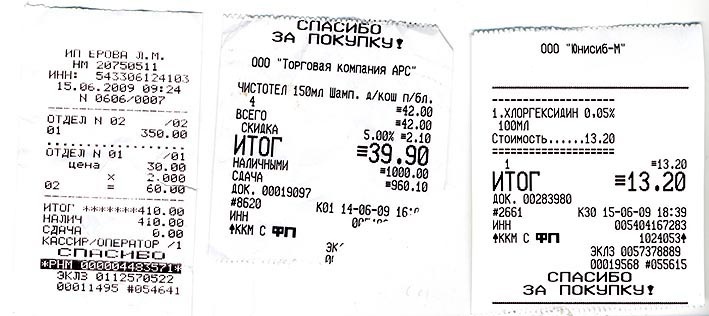 ИП ЕРОВА Л.М.
НМ 20750511
ИНН: 543306124103
15.06.2009 09:24
N 0606/0007
ОТДЕЛ N 02 /02
01 350.00
ОТДЕЛ N 01 /01
цена 30.00
× 2.000
02 = 60.00
ИТОГ *******410.00
НАЛИЧ 410.00
СДАЧА 0.00
КАССИР/ОПЕРАТОР /1
СПАСИБО
*РНМ 000004483571*
ЭКЛЗ 0112570522
00011495 #054641
СПАСИБО
ЗА ПОКУПКУ!
ООО "Торговая компания АРС"
ЧИСТОТЕЛ 150мл Шамп. д/кош п/бл.
4 ≡42.00
ВСЕГО ≡42.00
СКИДКА 5.00% ≡2.10
ИТОГ ≡39.90
НАЛИЧНЫМИ ≡1000.00
СДАЧА ≡960.10
ДОК. 00019097
#8620 К01 14-06-09
ИНН
↑ККМ С ФП
ЭК
ООО "Юнисиб-М"
1.ХЛОРГЕКСИДИН 0.05%
100МЛ
Стоимость......13.20
1 ≡13.20
ИТОГ ≡13.20
ДОК. 00283980
#2661 К30 15-06-09 18:39
ИНН 005404167283
↑ККМ С ФП 1024053↑
ЭКЛЗ 0057378889
00019568 #055615
СПАСИБО
ЗА ПОКУПКУ!